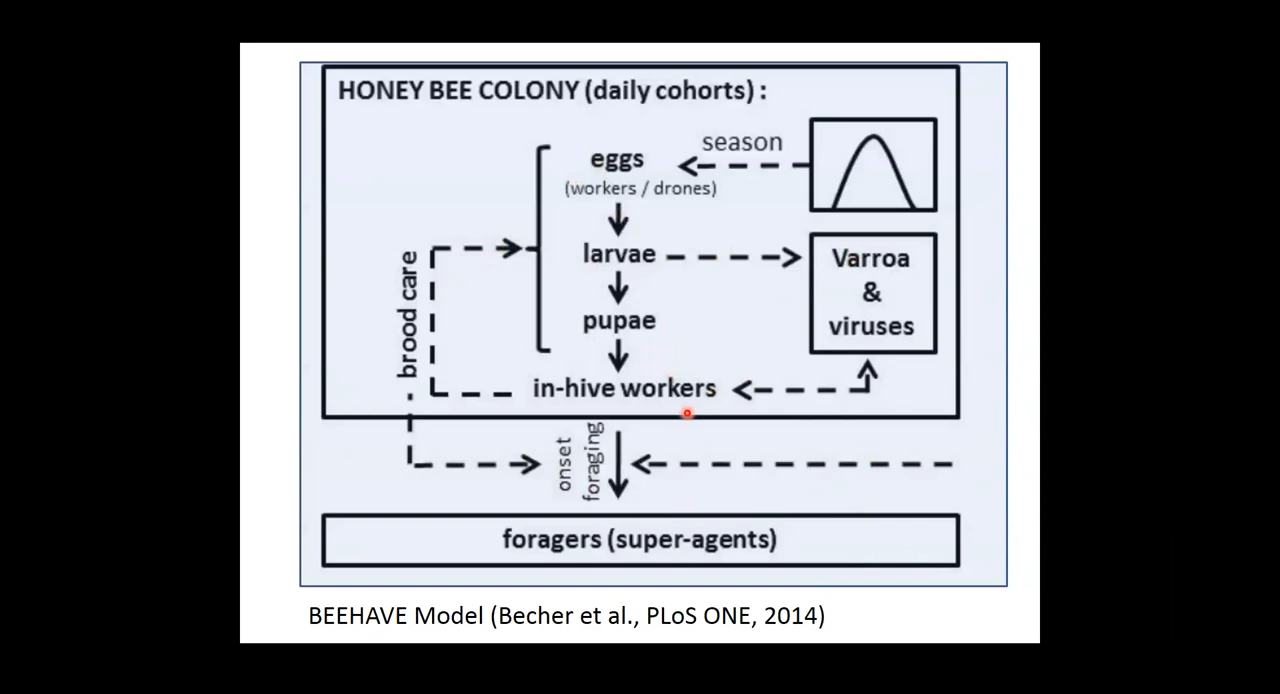 HONEY BEE COLONY (daily cohorts) :
season
eggs
(workers / drones)
larvae
Varroa
&
viruses
pupae
brood care
in-hive workers
onset
foraging
foragers (super-agents)
BEEHAVE Model (Becher et al., PLoS ONE, 2014)